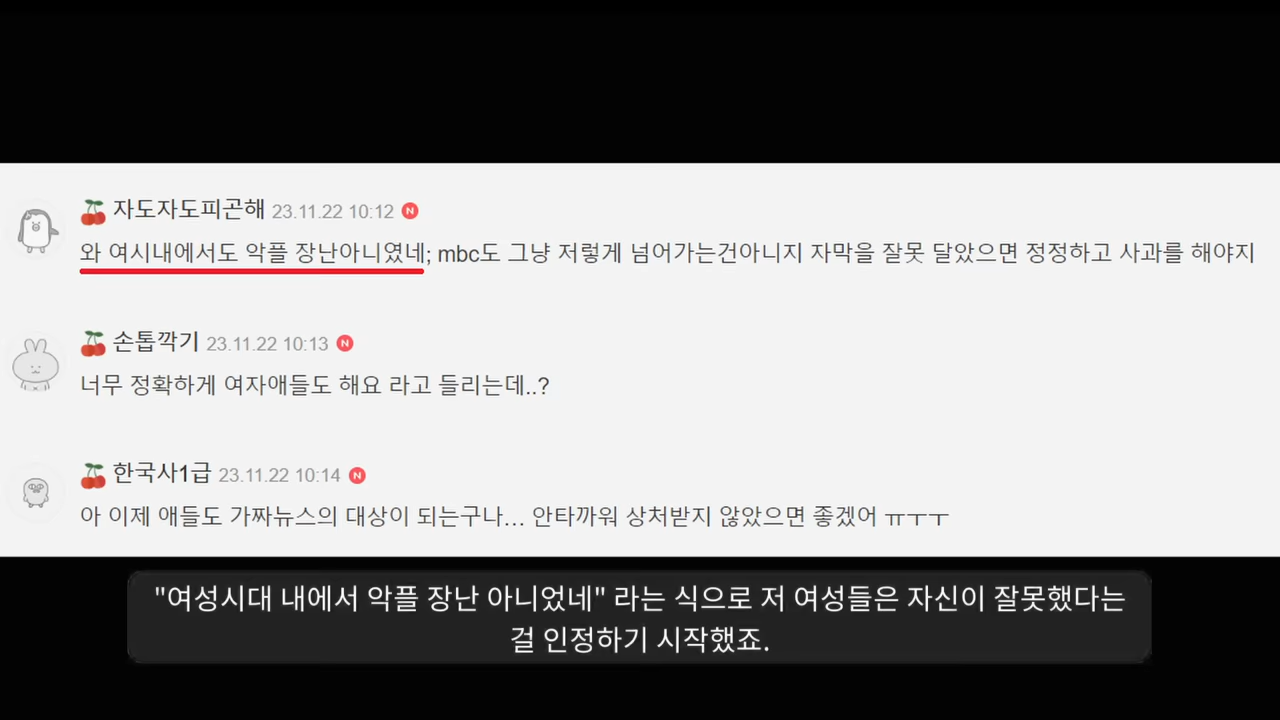 자도자도피곤해 23.11.22 10:12 N
와 여시내에서도 악플 장난아니였네; mbc도 그냥 저렇게 넘어가는건아니지 자막을 잘못 달았으면 정정하고 사과를 해야지
손톱깍기 23.11.22 10:13 N
너무 정확하게 여자애들도 해요 라고 들리는데..?
한국사1급 23.11.22 10:14 N
아 이제 애들도 가짜뉴스의 대상이 되는구나... 안타까워 상처받지 않았으면 좋겠어 ㅠㅜㅜ
"여성시대 내에서 악플 장난 아니었네" 라는 식으로 저 여성들은 자신이 잘못했다는
걸 인정하기 시작했죠.